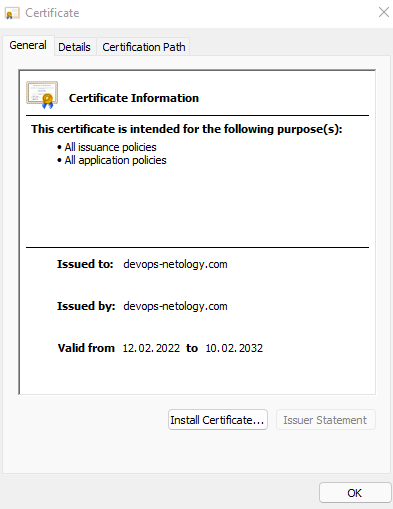 Certificate
General Details Certification Path
Certificate Information
This certificate is intended for the following purpose(s):
• All issuance policies
• All application policies
Issued to: devops-netology.com
Issued by: devops-netology.com
Valid from 12.02.2022 to 10.02.2032
Install Certificate... Issuer Statement
OK